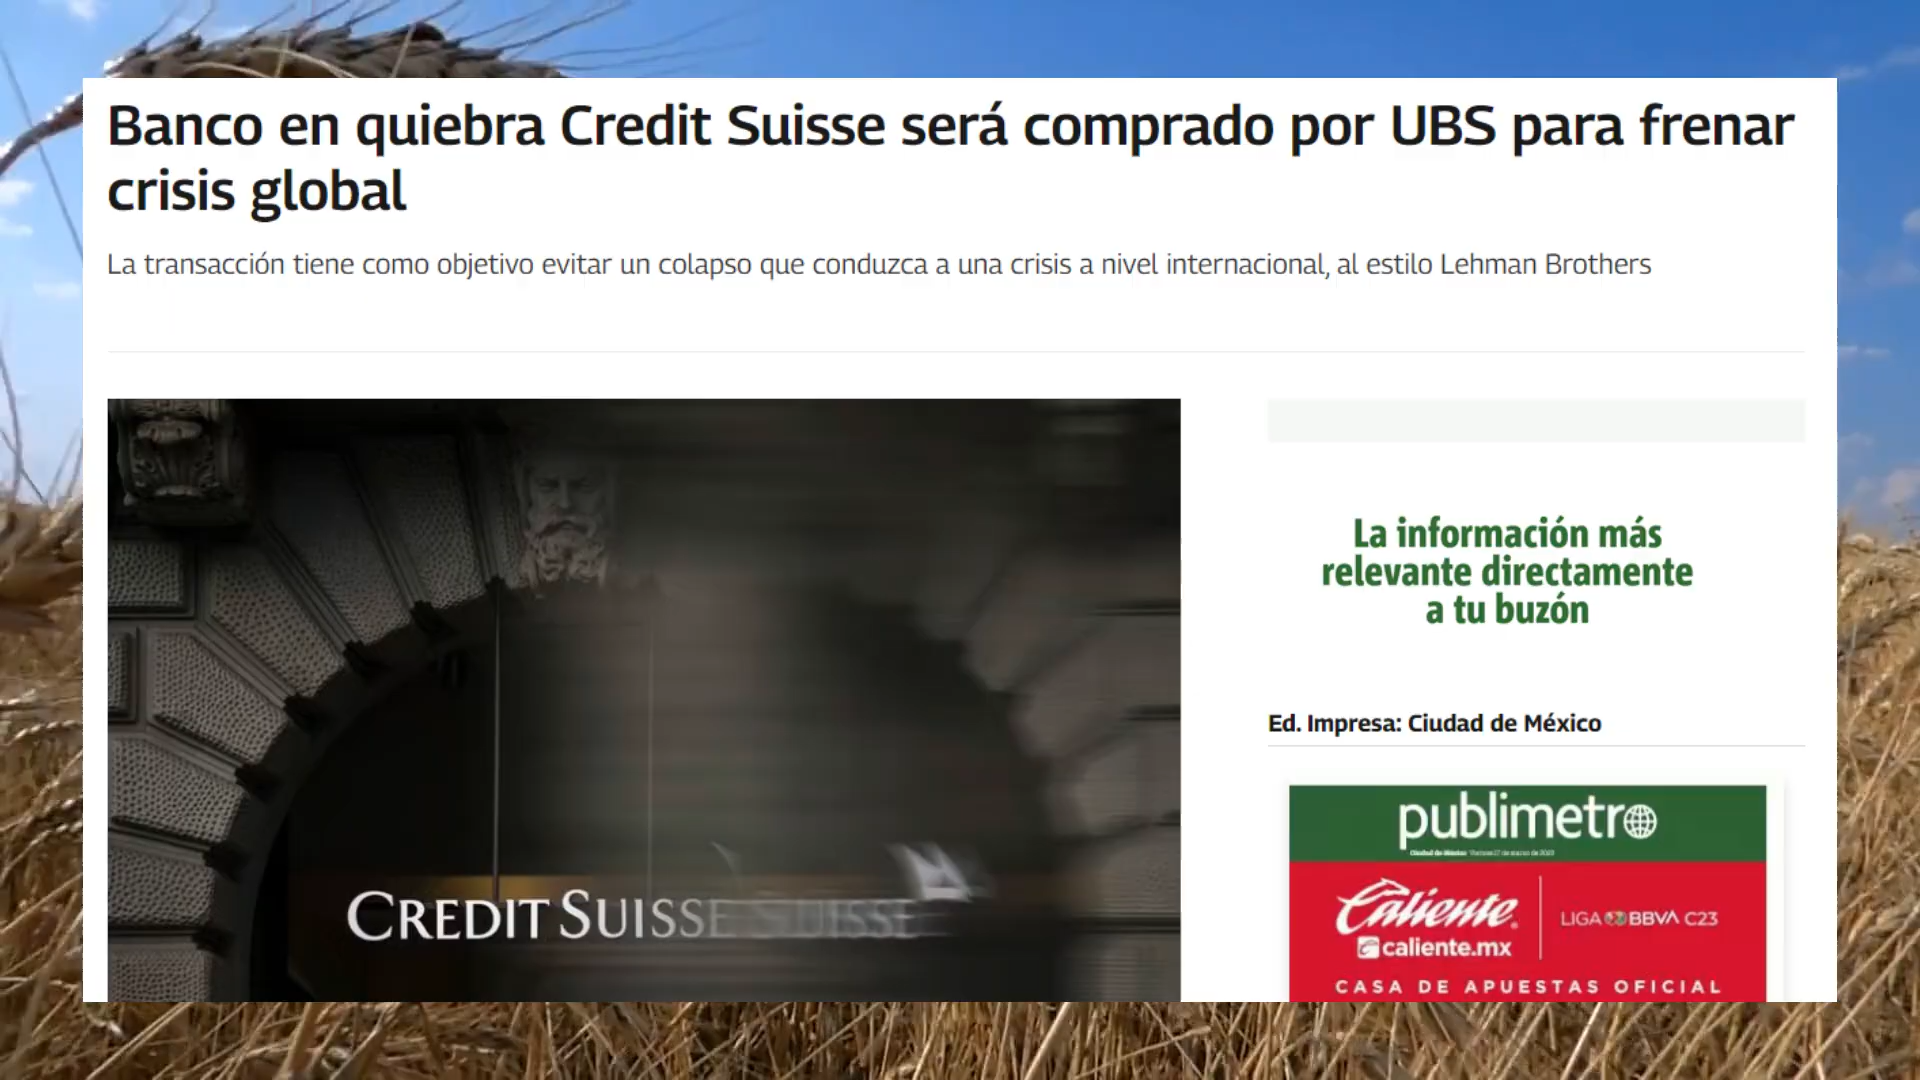 Banco en quiebra Credit Suisse será comprado por UBS para frenar
crisis global
La transacción tiene como objetivo evitar un colapso que conduzca a una crisis a nivel internacional, al estilo Lehman Brothers
CREDIT SUISSE SUISSE
La información más
relevante directamente
a tu buzón
Ed. Impresa: Ciudad de México
publimetro
Caliente
caliente.mx
LIGA BBVA C23
CASA DE APUESTAS OFICIAL